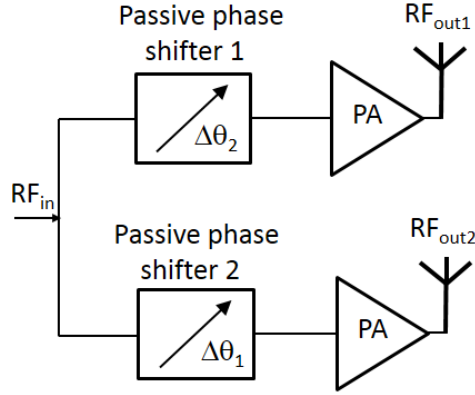 Passive phase
shifter 1
RFout1
Δθ2
PA
RFin
Passive phase
shifter 2
RFout2
Δθ1
PA